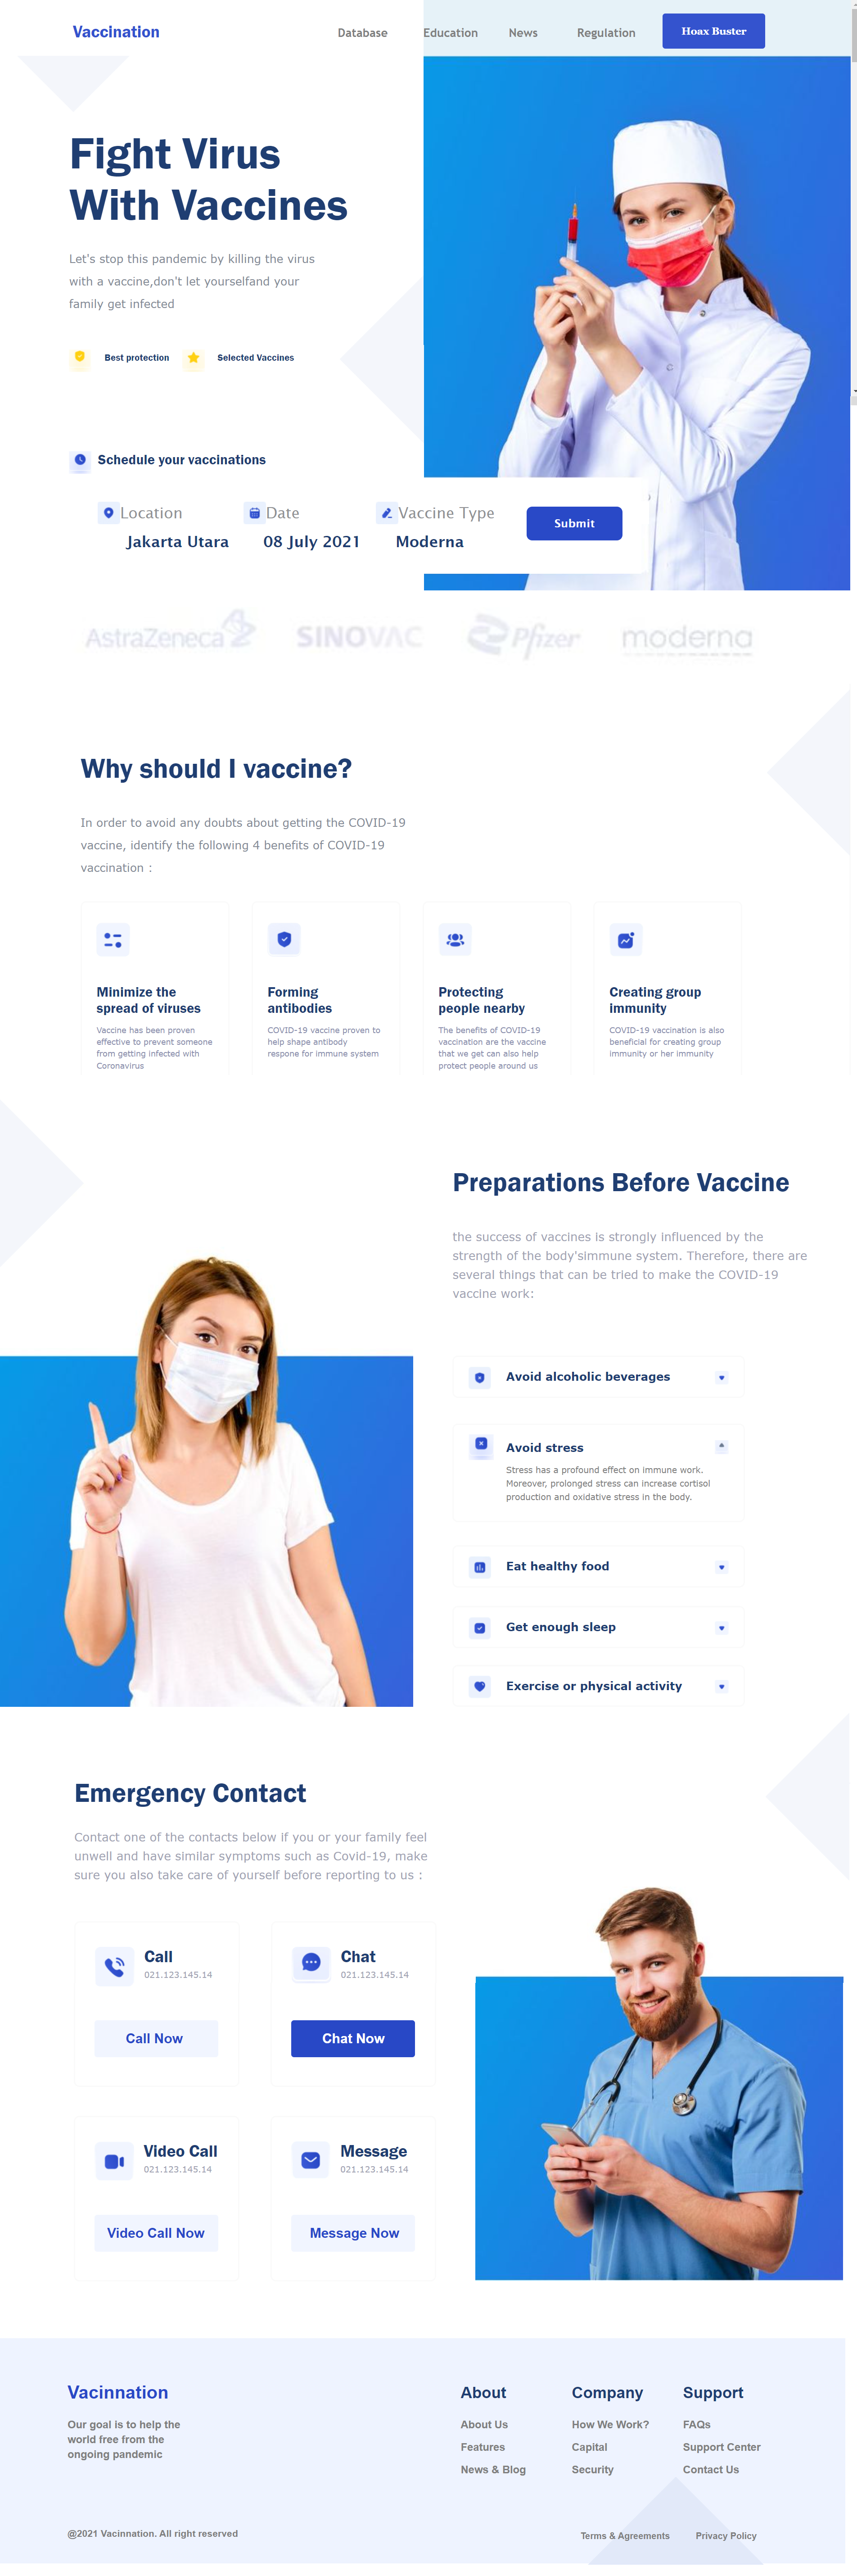 Vaccination
Database
Education
News
Regulation
Hoax Buster
Fight Virus
With Vaccines
Let's stop this pandemic by killing the virus
with a vaccine,don't let yourselfand your
family get infected
Best protection
Selected Vaccines
Schedule your vaccinations
Location
Date
Vaccine Type
Jakarta Utara
08 July 2021
Moderna
Submit
AstraZeneca
SINOVAC
Pfizer
moderna
Why should I vaccine?
In order to avoid any doubts about getting the COVID-19
vaccine, identify the following 4 benefits of COVID-19
vaccination :
Minimize the
spread of viruses
Vaccine has been proven
effective to prevent someone
from getting infected with
Coronavirus
Forming
antibodies
COVID-19 vaccine proven to
help shape antibody
respone for immune system
Protecting
people nearby
The benefits of COVID-19
vaccination are the vaccine
that we get can also help
protect people around us
Creating group
immunity
COVID-19 vaccination is also
beneficial for creating group
immunity or her immunity
Preparations Before Vaccine
the success of vaccines is strongly influenced by the
strength of the body'simmune system. Therefore, there are
several things that can be tried to make the COVID-19
vaccine work:
Avoid alcoholic beverages
Avoid stress
Stress has a profound effect on immune work.
Moreover, prolonged stress can increase cortisol
production and oxidative stress in the body.
Eat healthy food
Get enough sleep
Exercise or physical activity
Emergency Contact
Contact one of the contacts below if you or your family feel
unwell and have similar symptoms such as Covid-19, make
sure you also take care of yourself before reporting to us :
Call
021.123.145.14
Call Now
Chat
021.123.145.14
Chat Now
Video Call
021.123.145.14
Video Call Now
Message
021.123.145.14
Message Now
Vacinnation
Our goal is to help the
world free from the
ongoing pandemic
About
About Us
Features
News & Blog
Company
How We Work?
Capital
Security
Support
FAQs
Support Center
Contact Us
@2021 Vacinnation. All right reserved
Terms & Agreements
Privacy Policy